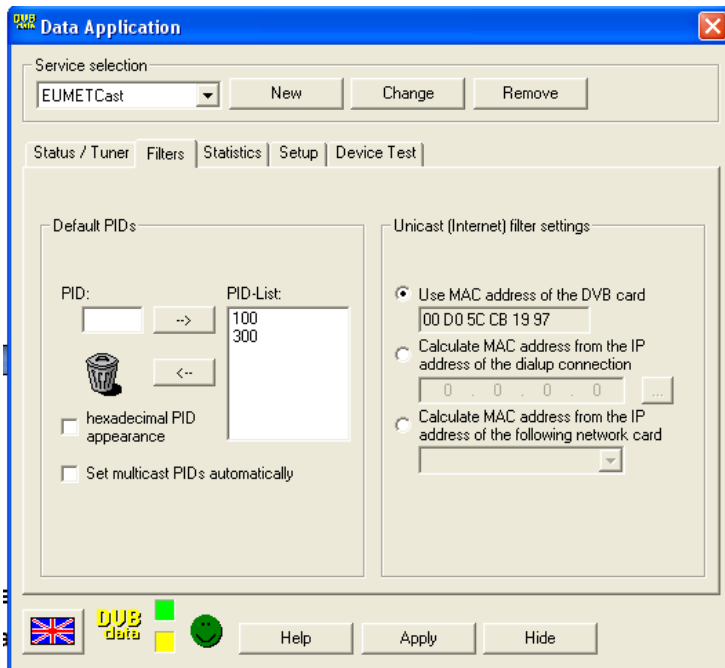 DVB data Data Application
Service selection
EUMETCast New Change Remove
Status / Tuner Filters Statistics Setup Device Test
Default PIDs
PID: PID-List:
-->
100
300
<--
hexadecimal PID
appearance
Set multicast PIDs automatically
Unicast (Internet) filter settings
Use MAC address of the DVB card
00 D0 5C CB 19 97
Calculate MAC address from the IP
address of the dialup connection
0 . 0 . 0 . 0 ...
Calculate MAC address from the IP
address of the following network card
DVB
data
Help Apply Hide